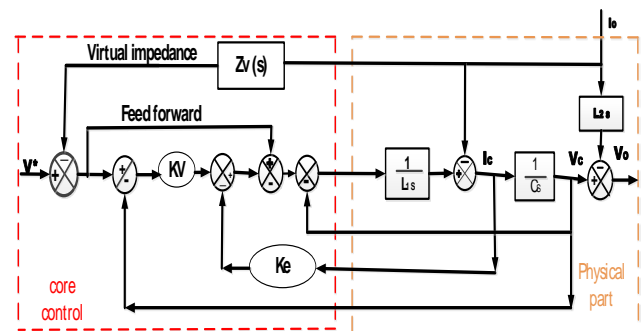 Io
Virtual impedance
Zv(s)
Feed forward
L2 s
V*
KV
1
L1 s
Ic
1
Cs
Vc
Vo
Ke
core
control
Physical
part